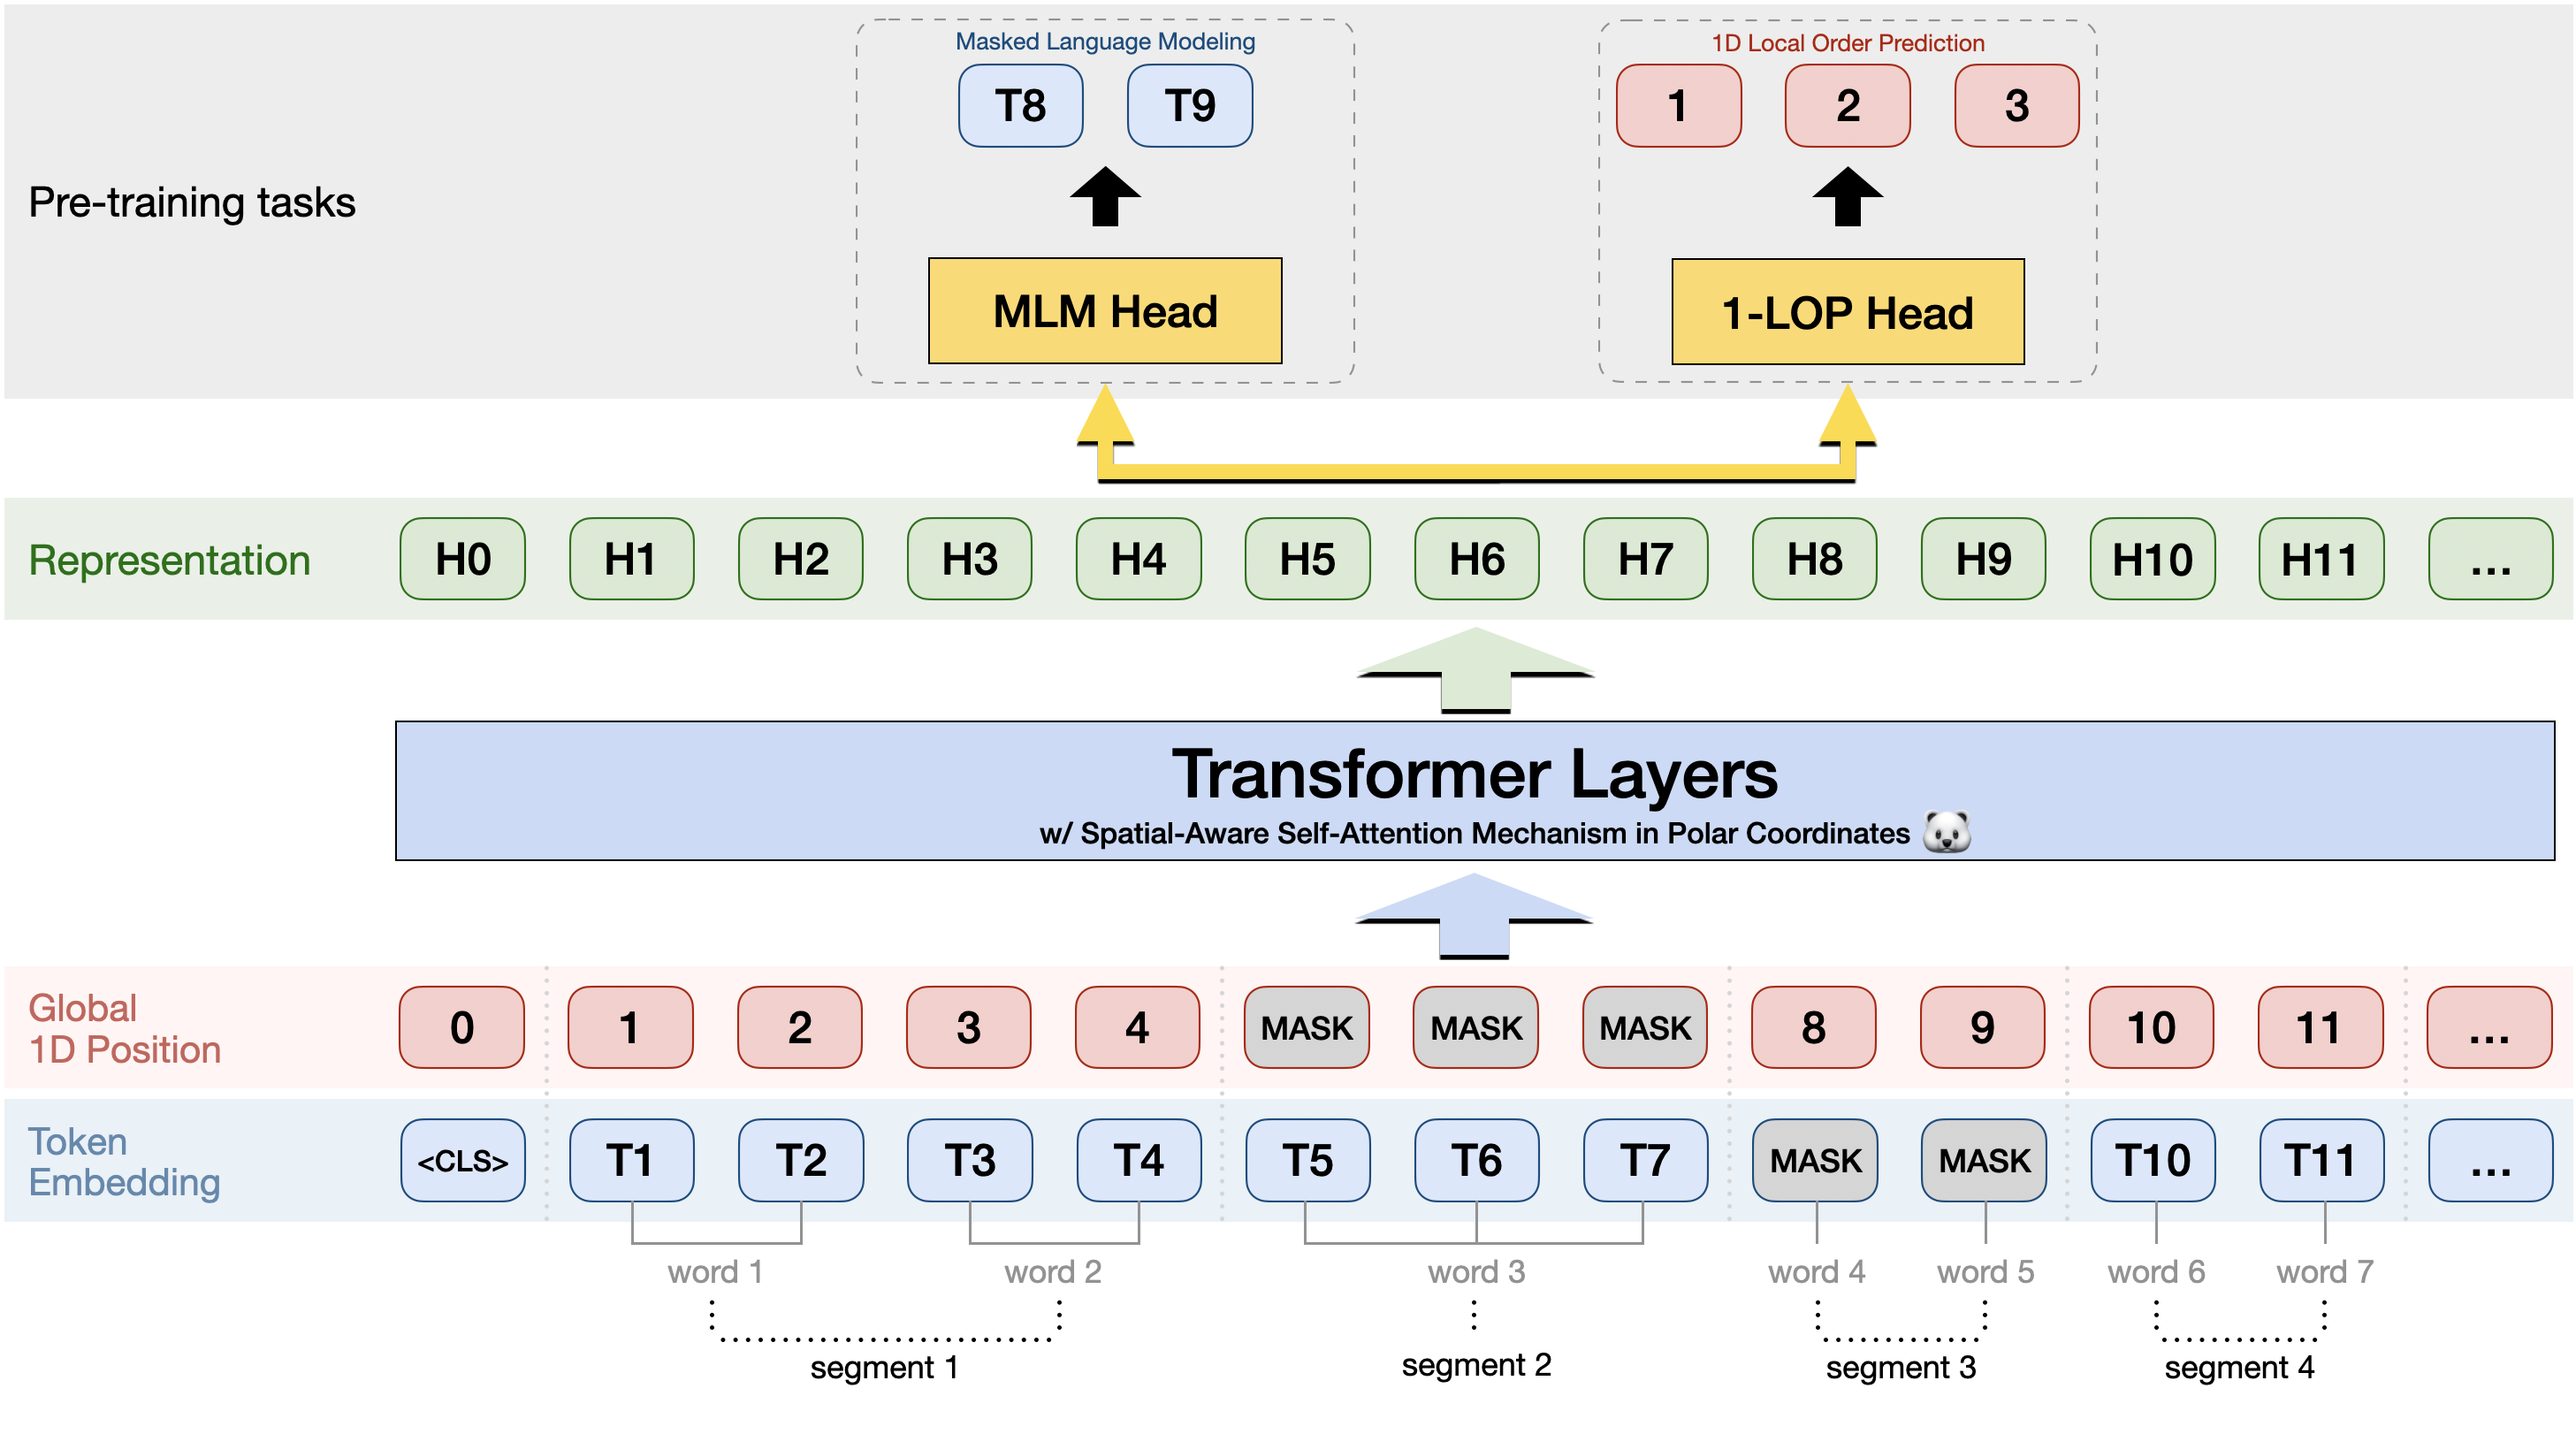 Masked Language Modeling
1D Local Order Prediction
T8 T9
1 2 3
Pre-training tasks
MLM Head
1-LOP Head
Representation
H0 H1 H2 H3 H4 H5 H6 H7 H8 H9 H10 H11 ...
Transformer Layers
w/ Spatial-Aware Self-Attention Mechanism in Polar Coordinates
Global
1D Position
0 1 2 3 4 MASK MASK MASK 8 9 10 11 ...
Token
Embedding
<CLS> T1 T2 T3 T4 T5 T6 T7 MASK MASK T10 T11 ...
word 1 word 2 word 3 word 4 word 5 word 6 word 7
segment 1 segment 2 segment 3 segment 4